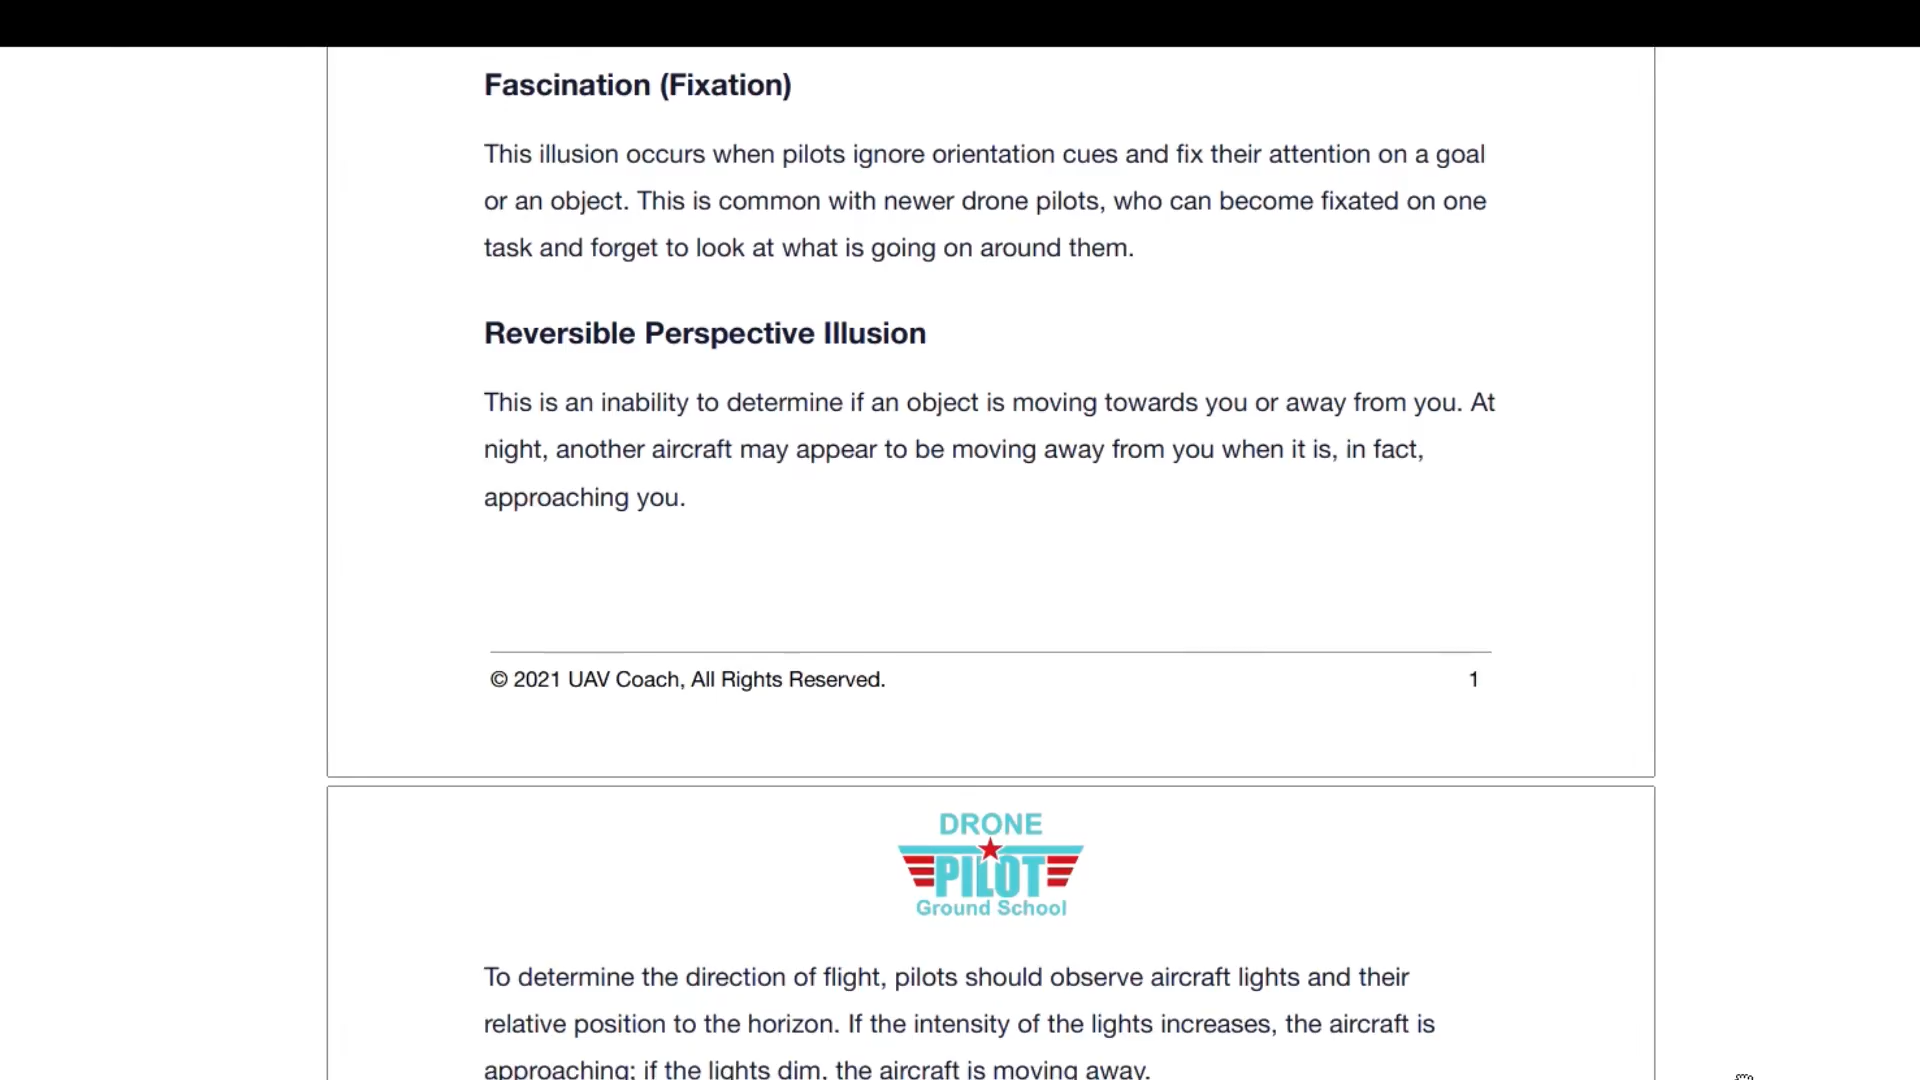 Fascination (Fixation)
This illusion occurs when pilots ignore orientation cues and fix their attention on a goal
or an object. This is common with newer drone pilots, who can become fixated on one
task and forget to look at what is going on around them.
Reversible Perspective Illusion
This is an inability to determine if an object is moving towards you or away from you. At
night, another aircraft may appear to be moving away from you when it is, in fact,
approaching you.
© 2021 UAV Coach, All Rights Reserved. 1
DRONE
PILOT
Ground School
To determine the direction of flight, pilots should observe aircraft lights and their
relative position to the horizon. If the intensity of the lights increases, the aircraft is
approaching; if the lights dim, the aircraft is moving away.